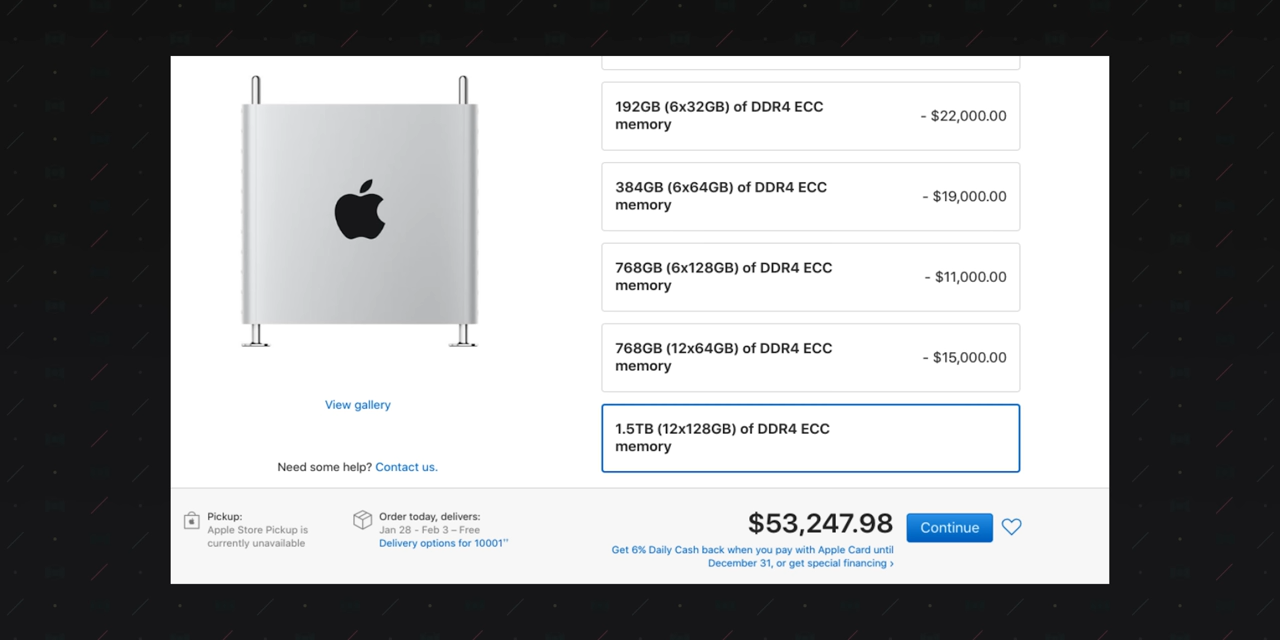 192GB (6x32GB) of DDR4 ECC
memory
- $22,000.00
384GB (6x64GB) of DDR4 ECC
memory
- $19,000.00
768GB (6x128GB) of DDR4 ECC
memory
- $11,000.00
768GB (12x64GB) of DDR4 ECC
memory
- $15,000.00
1.5TB (12x128GB) of DDR4 ECC
memory
View gallery
Need some help? Contact us.
Pickup:
Apple Store Pickup is
currently unavailable
Order today, delivers:
Jan 28 - Feb 3 – Free
Delivery options for 10001††
$53,247.98
Continue
Get 6% Daily Cash back when you pay with Apple Card until
December 31, or get special financing ›